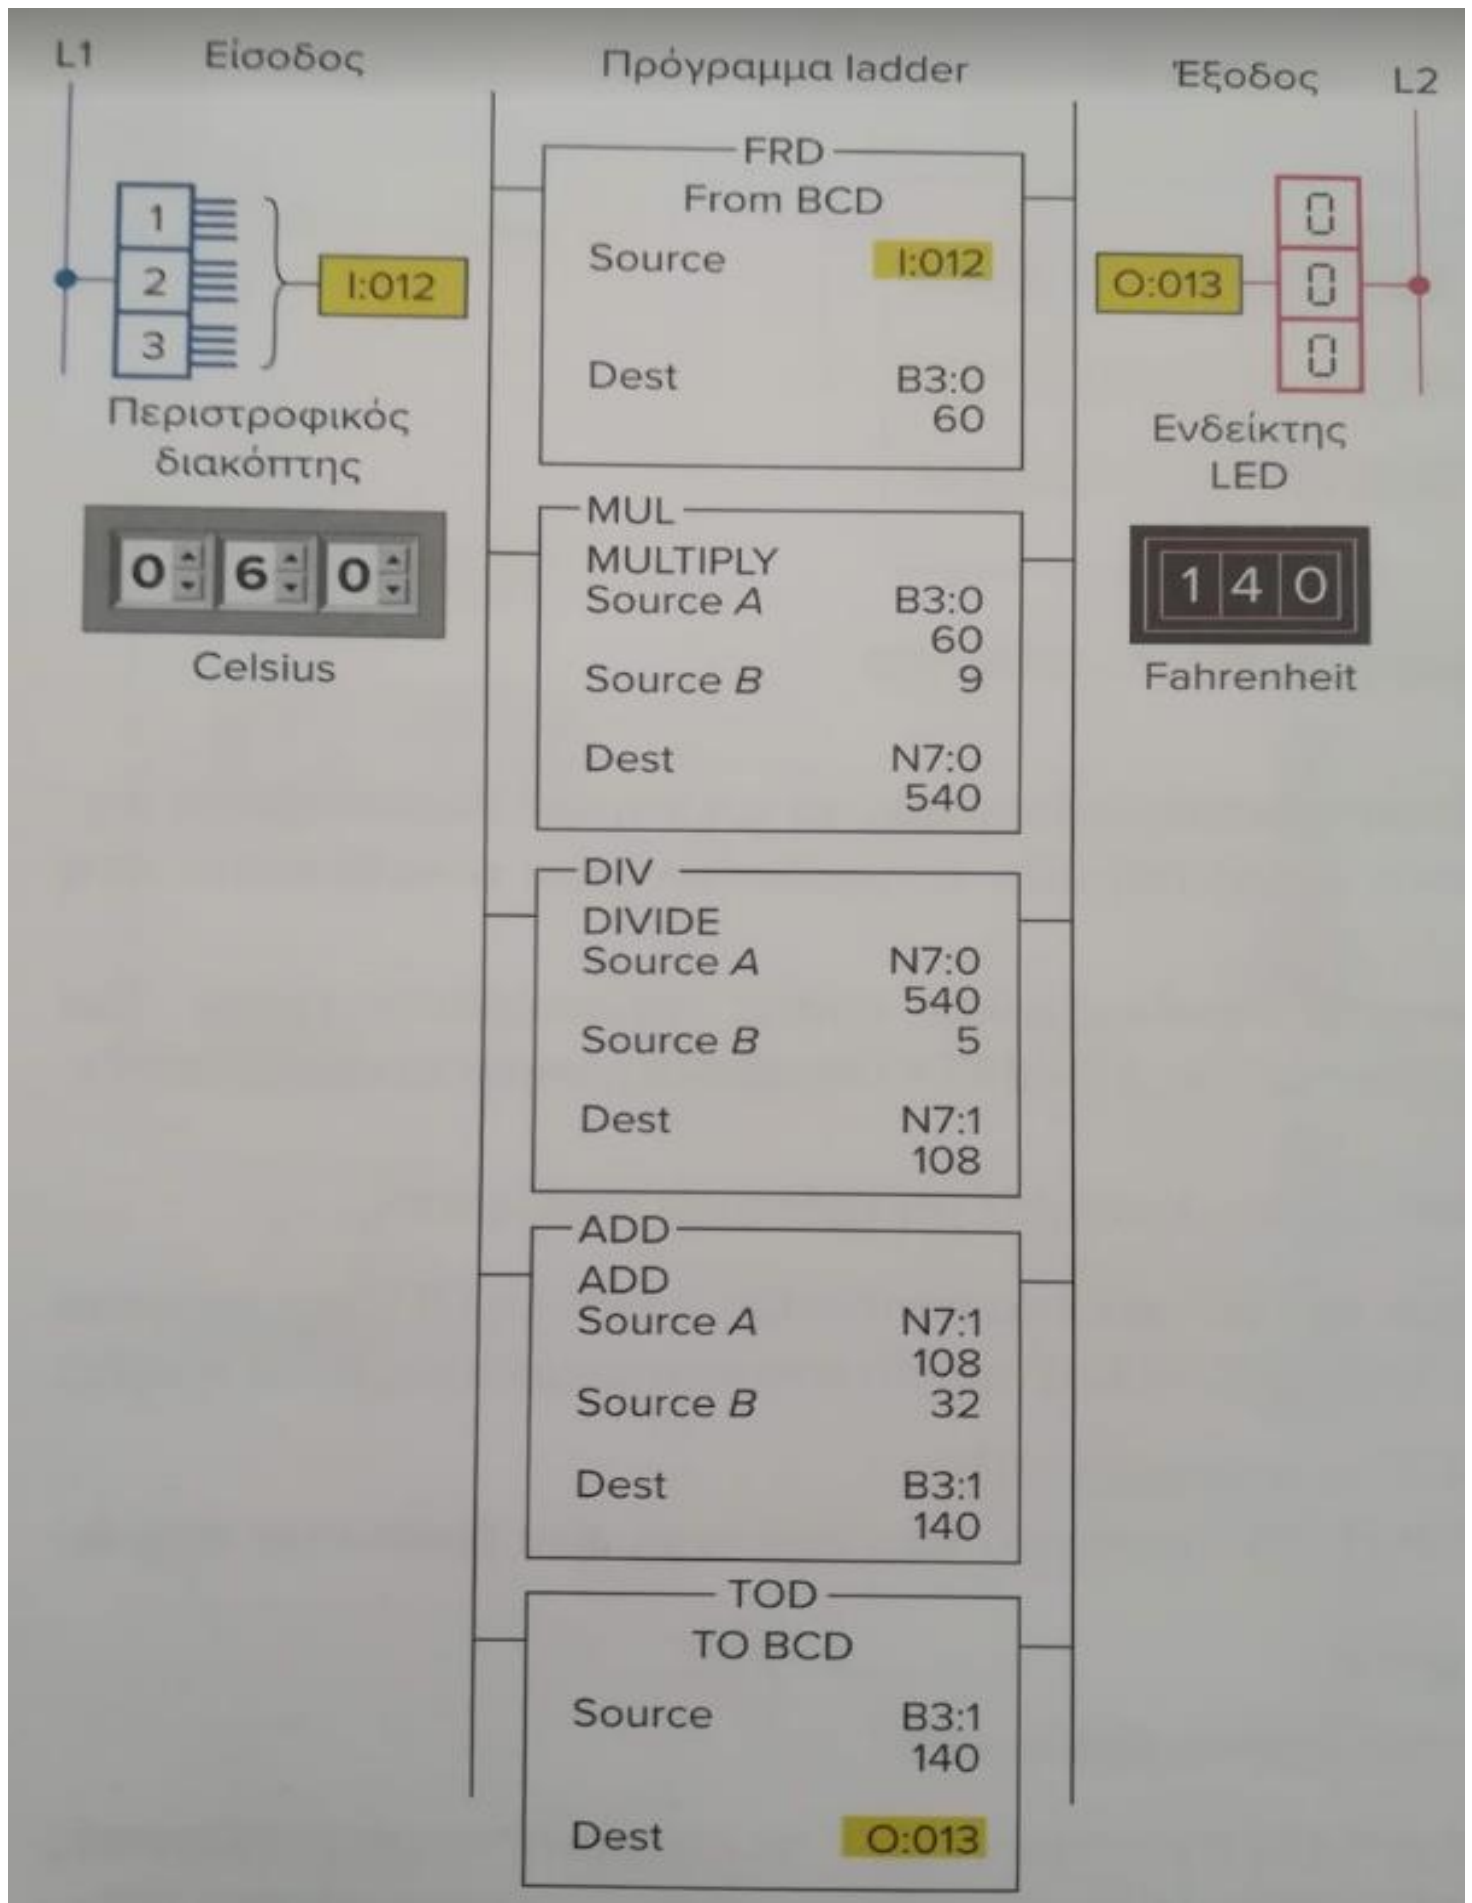 L1
Είσοδος
Πρόγραμμα ladder
Έξοδος
L2
1
2
3
I:012
Περιστροφικός
διακόπτης
0 6 0
Celsius
FRD
From BCD
Source I:012
Dest B3:0
60
MUL
MULTIPLY
Source A B3:0
60
Source B 9
Dest N7:0
540
DIV
DIVIDE
Source A N7:0
540
Source B 5
Dest N7:1
108
ADD
ADD
Source A N7:1
108
Source B 32
Dest B3:1
140
TOD
TO BCD
Source B3:1
140
Dest O:013
O:013
0
0
0
Ενδείκτης
LED
1 4 0
Fahrenheit